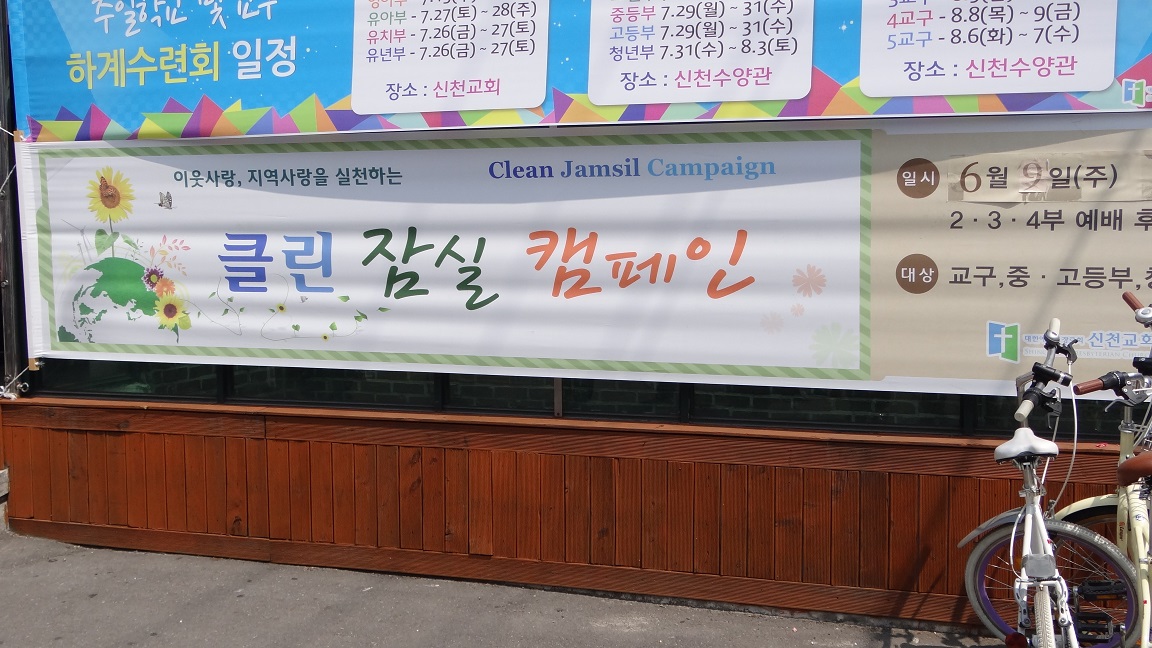 주일학교 및 교구
하계수련회 일정
유아부 - 7.27(토) ~ 28(주)
유치부 - 7.26(금) ~ 27(토)
유년부 - 7.26(금) ~ 27(토)
장소 : 신천교회
중등부 7.29(월) ~ 31(수)
고등부 7.29(월) ~ 31(수)
청년부 7.31(수) ~ 8.3(토)
장소 : 신천수양관
4교구 - 8.8(목) ~ 9(금)
5교구 - 8.6(화) ~ 7(수)
장소 : 신천수양관
이웃사랑, 지역사랑을 실천하는
Clean Jamsil Campaign
클린 잠실 캠페인
일시 6월 9일(주)
2 · 3 · 4부 예배 후
대상 교구,중 · 고등부,
신천교회